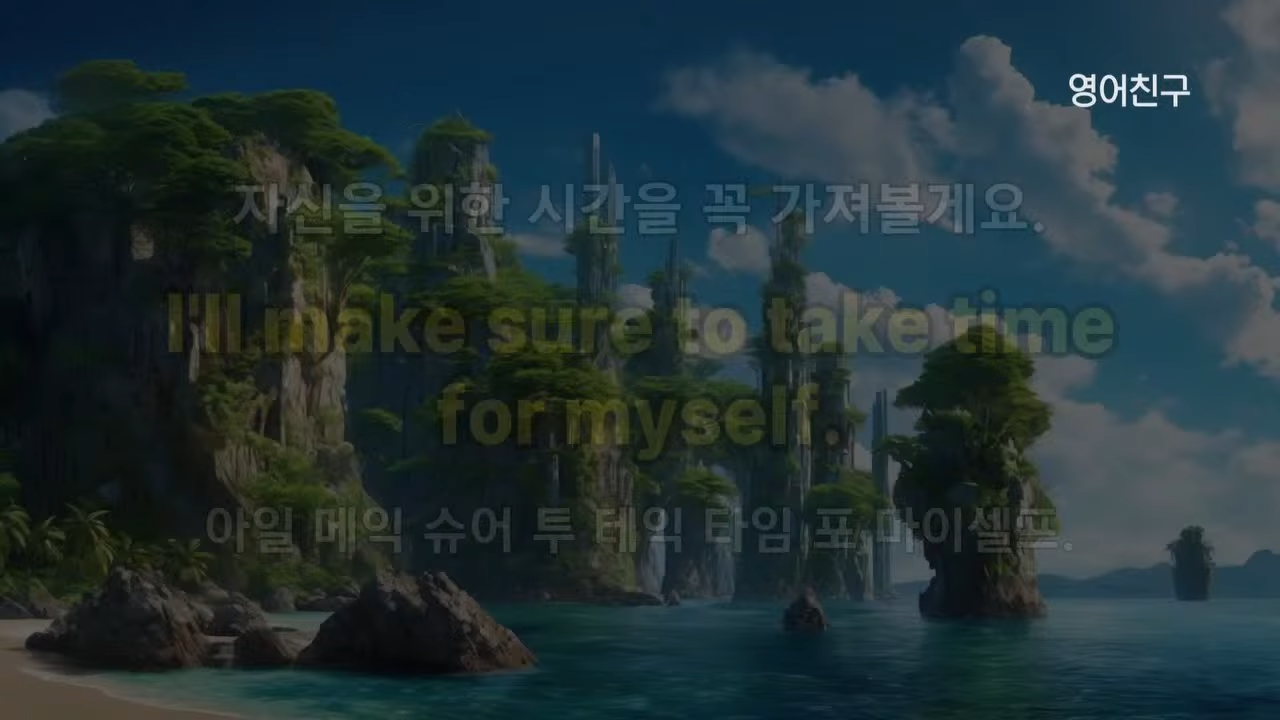 영어친구
자신을 위한 시간을 꼭 가져볼게요.
I'll make sure to take time
for myself.
아일 메익 슈어 투 테익 타임 포 마이셀프.